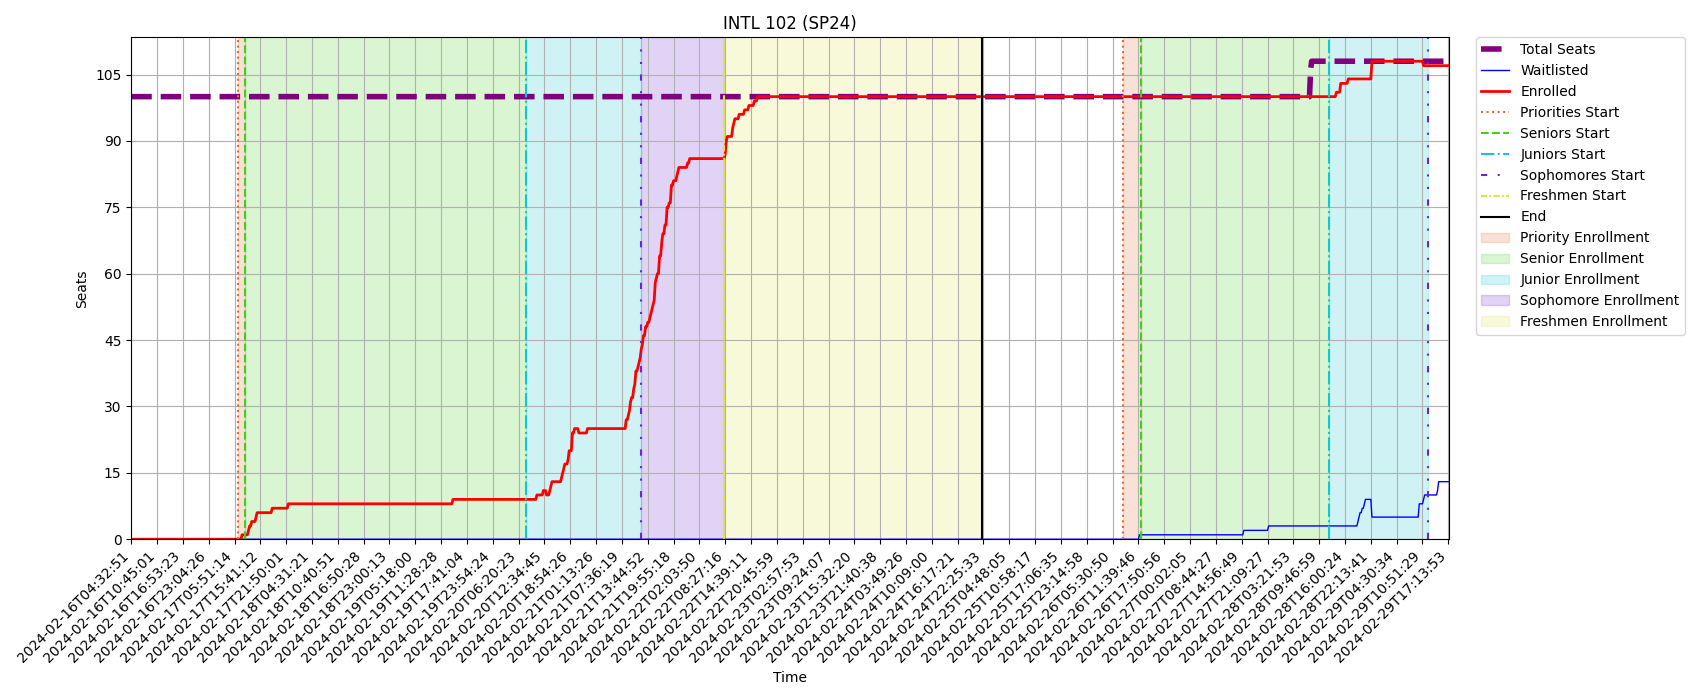 INTL 102 (SP24)
Seats
105
90
75
60
45
30
15
0
2024-02-16T04:32:51
2024-02-16T10:45:01
2024-02-16T16:53:23
2024-02-16T23:04:26
2024-02-17T05:51:14
2024-02-17T15:41:12
2024-02-17T21:50:01
2024-02-18T04:31:21
2024-02-18T10:40:51
2024-02-18T16:50:28
2024-02-18T23:00:13
2024-02-19T05:18:00
2024-02-19T11:28:28
2024-02-19T17:41:04
2024-02-19T23:54:24
2024-02-20T06:20:23
2024-02-20T12:34:45
2024-02-20T18:54:26
2024-02-21T01:13:26
2024-02-21T07:36:19
2024-02-21T13:44:52
2024-02-21T19:55:18
2024-02-22T02:03:50
2024-02-22T08:27:16
2024-02-22T14:39:11
2024-02-22T20:45:59
2024-02-23T02:57:53
2024-02-23T09:24:07
2024-02-23T15:32:20
2024-02-23T21:40:38
2024-02-24T03:49:26
2024-02-24T10:09:00
2024-02-24T16:17:21
2024-02-24T22:25:33
2024-02-25T04:48:05
2024-02-25T10:58:17
2024-02-25T17:06:35
2024-02-25T23:14:58
2024-02-26T05:30:50
2024-02-26T11:39:46
2024-02-26T17:50:56
2024-02-27T00:02:05
2024-02-27T08:44:27
2024-02-27T14:56:49
2024-02-27T21:09:27
2024-02-28T03:21:53
2024-02-28T09:46:59
2024-02-28T16:00:24
2024-02-28T22:13:41
2024-02-29T04:30:34
2024-02-29T10:51:29
2024-02-29T17:13:53
Time
Total Seats
Waitlisted
Enrolled
Priorities Start
Seniors Start
Juniors Start
Sophomores Start
Freshmen Start
End
Priority Enrollment
Senior Enrollment
Junior Enrollment
Sophomore Enrollment
Freshmen Enrollment